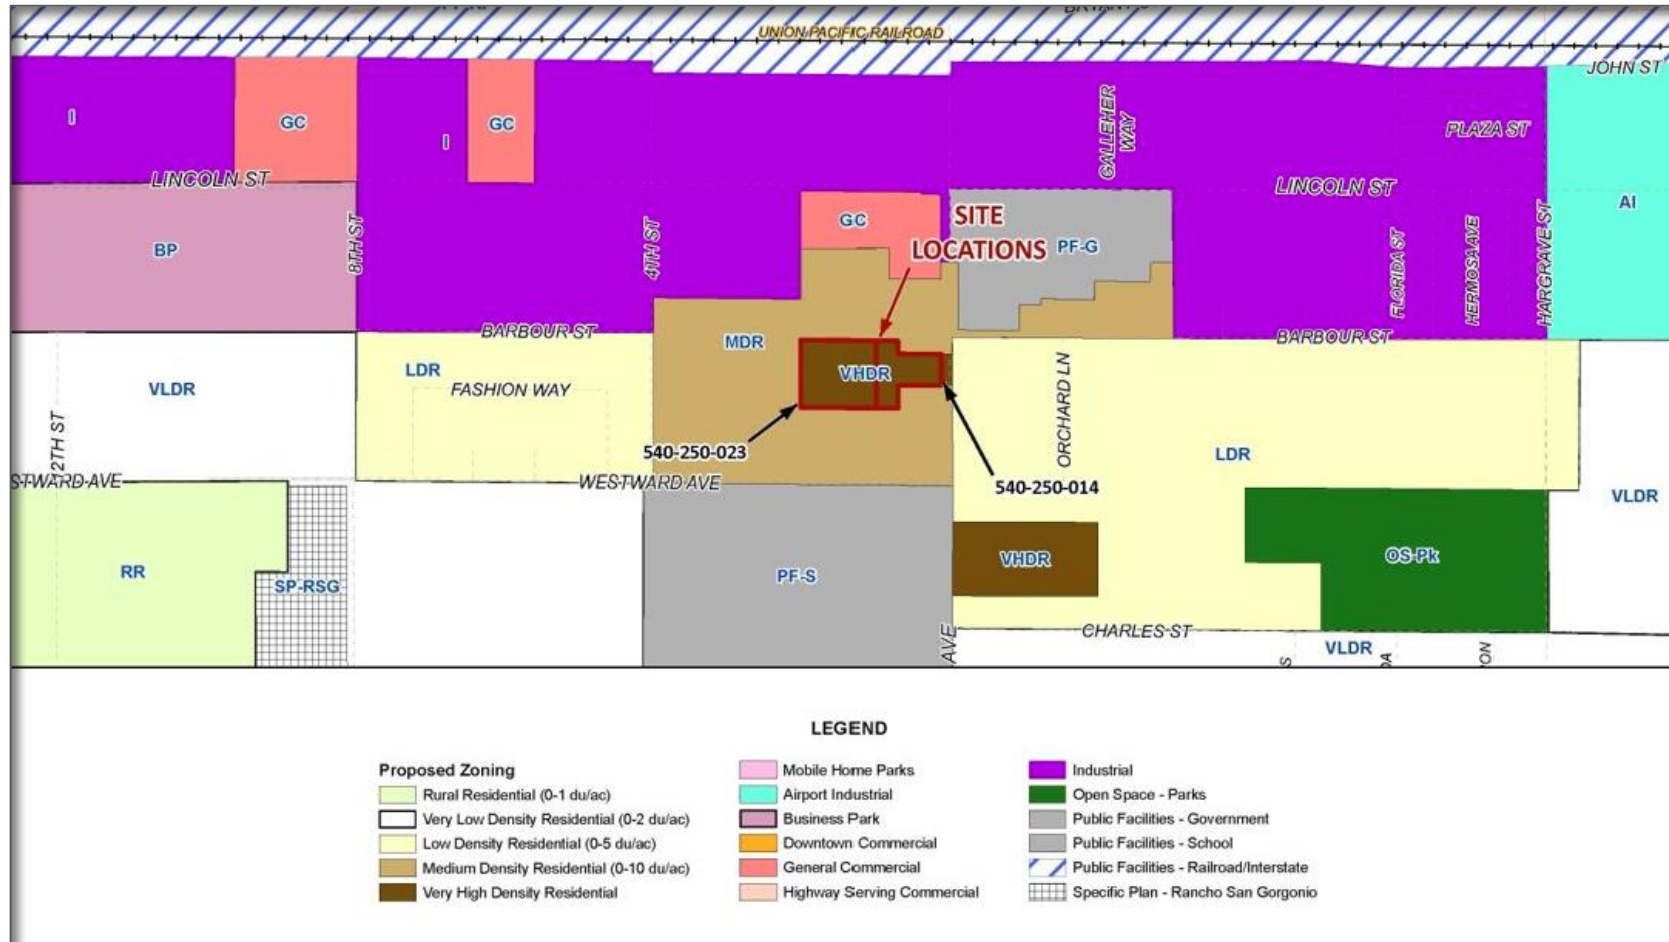 UNION PACIFIC RAILROAD
JOHN ST
I
GC
I
GC
GALLEHER
WAY
PLAZA ST
LINCOLN ST
LINCOLN ST
BP
8TH ST
4TH ST
GC
SITE
LOCATIONS
PF-G
FLORIDA ST
HERMOSA AVE
HARGRAVE ST
AI
BARBOUR ST
BARBOUR ST
VLDR
LDR
FASHION WAY
MDR
VHDR
ORCHARD LN
12TH ST
540-250-023
540-250-014
LDR
VLDR
STWARD AVE
WESTWARD AVE
RR
SP-RSG
PF-S
VHDR
OS-Pk
AVE
CHARLES ST
VLDR
S
DA
ON
LEGEND
Proposed Zoning
Rural Residential (0-1 du/ac)
Very Low Density Residential (0-2 du/ac)
Low Density Residential (0-5 du/ac)
Medium Density Residential (0-10 du/ac)
Very High Density Residential
Mobile Home Parks
Airport Industrial
Business Park
Downtown Commercial
General Commercial
Highway Serving Commercial
Industrial
Open Space - Parks
Public Facilities - Government
Public Facilities - School
Public Facilities - Railroad/Interstate
Specific Plan - Rancho San Gorgonio